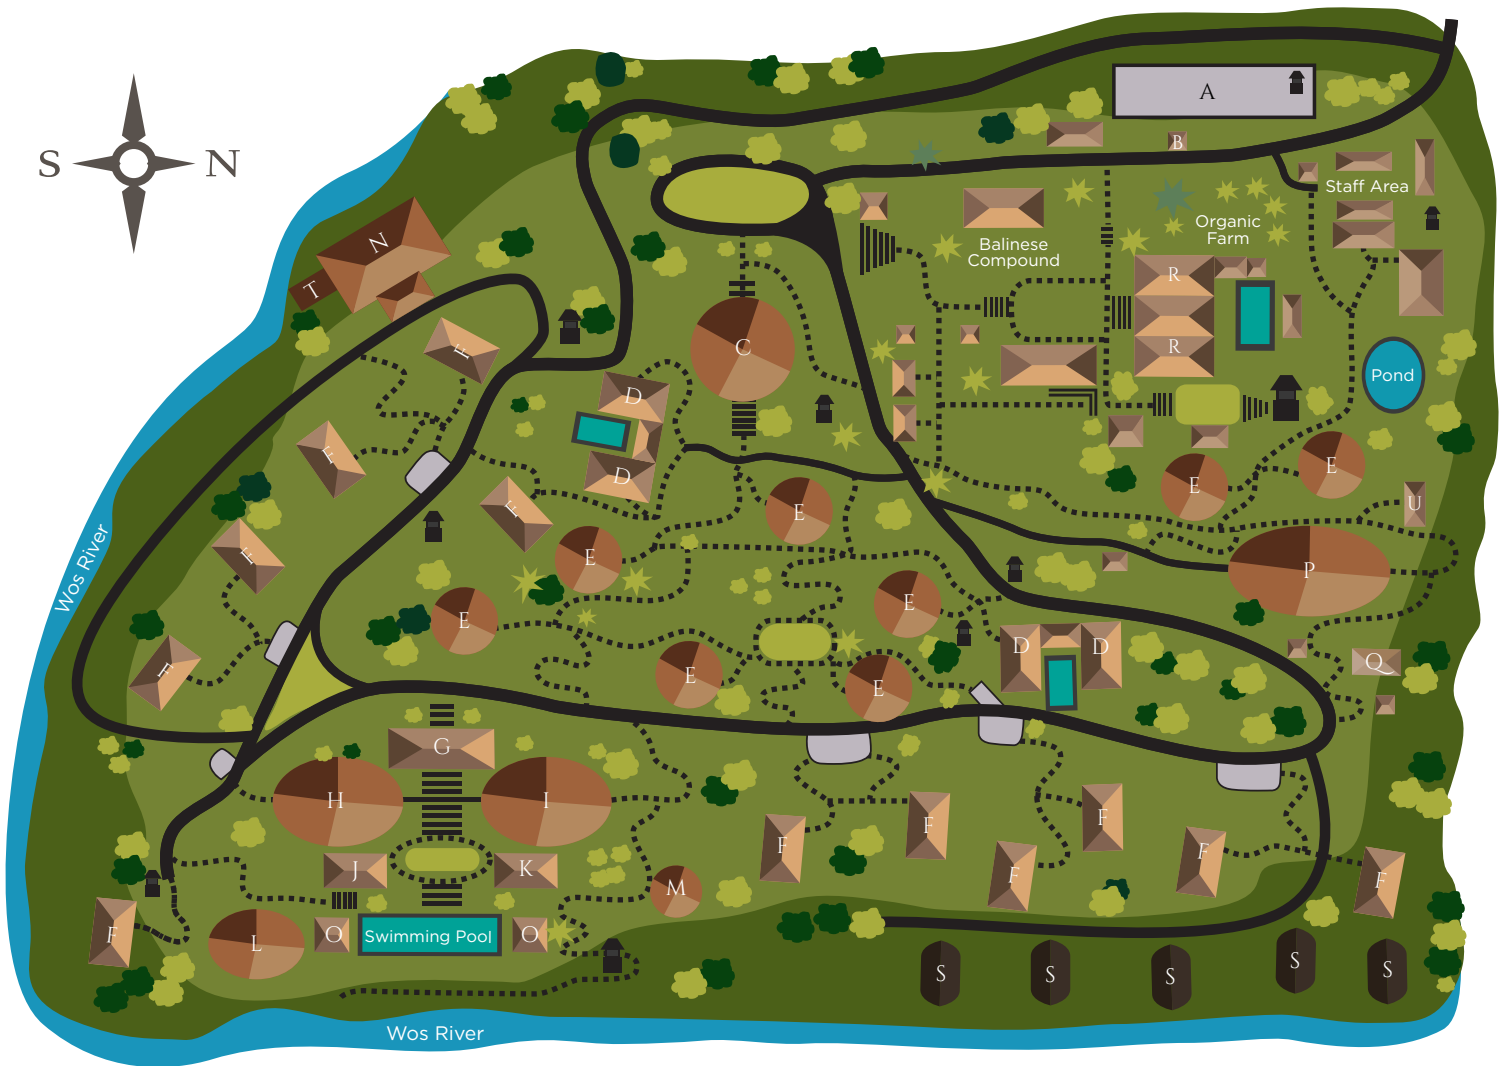 A
B
S N
Staff Area
Organic
Farm
Balinese
Compound
N
R
T
C
R
F
Pond
D
F
E
D
E
U
F
E
F
E
P
Wos River
E
E
D
D
Q
F
E
E
G
H
I
F
F
F
F
J
K
F
F
M
F
O
Swimming Pool
O
L
S
S
S
S
S
Wos River